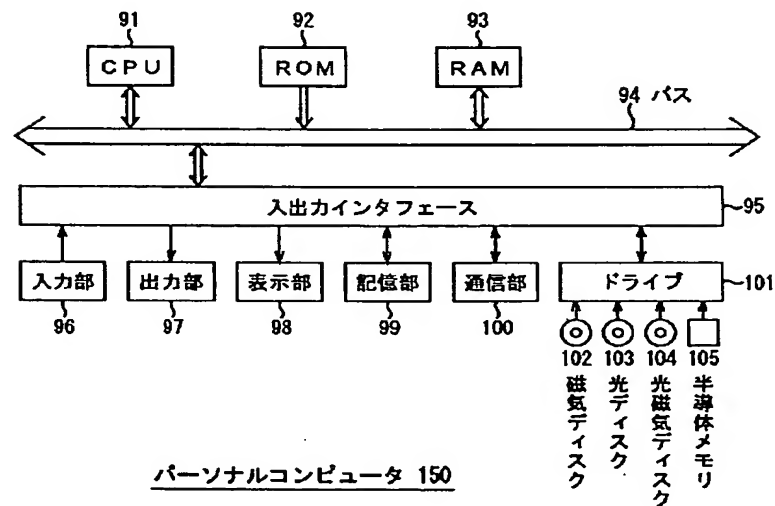 91
92
93
CPU
ROM
RAM
94 バス
入出力インタフェース
95
入力部
出力部
表示部
記憶部
通信部
ドライブ
101
96
97
98
99
100
102
103
104
105
磁気ディスク
光ディスク
光磁気ディスク
半導体メモリ
パーソナルコンピュータ 150